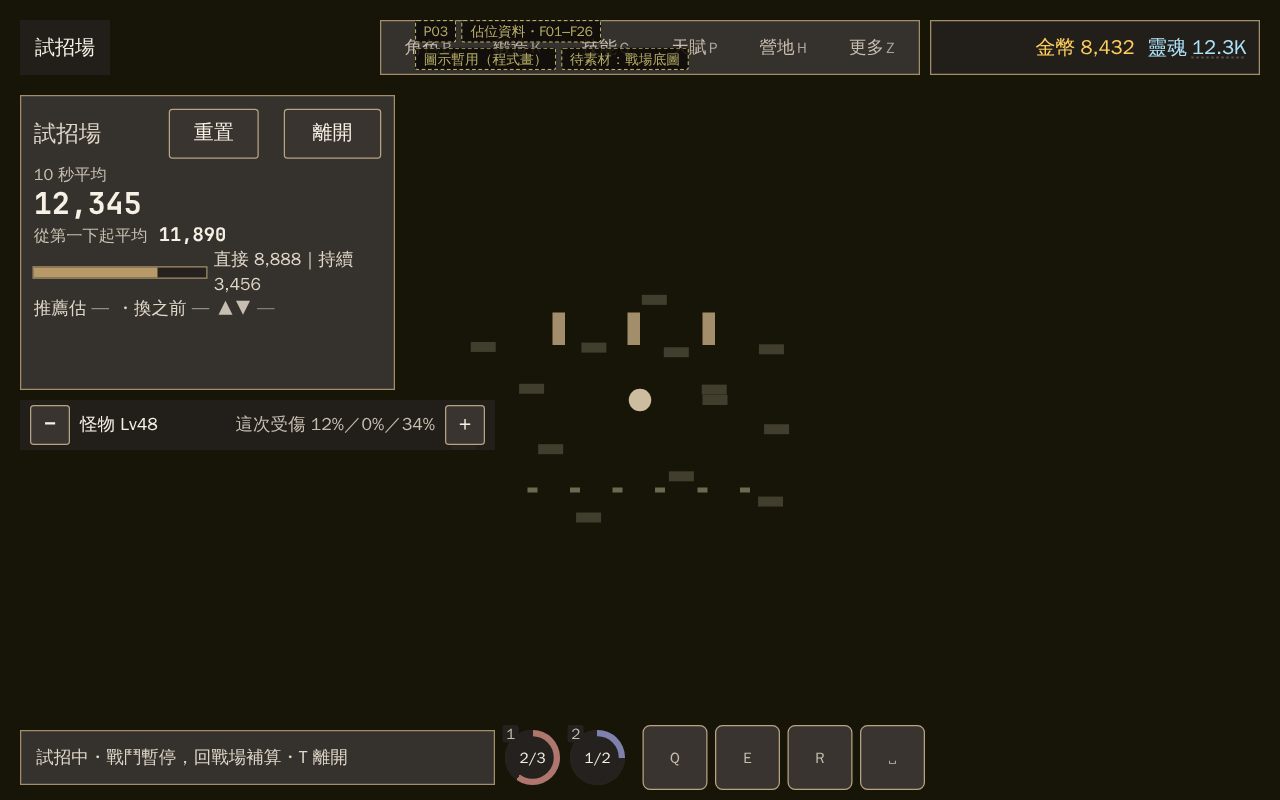 試招場
P03 佔位資料・F01–F26
圖示暫用（程式畫） 待素材：戰場底圖
天賦P 營地H 更多Z
金幣 8,432 靈魂 12.3K
試招場 重置 離開
10 秒平均
12,345
從第一下起平均 11,890
直接 8,888｜持續
3,456
推薦估 — ・換之前 — ▲▼ —
− 怪物 Lv48 這次受傷 12%／0%／34% +
試招中・戰鬥暫停，回戰場補算・T 離開
1 2/3
2 1/2
Q E R ␣